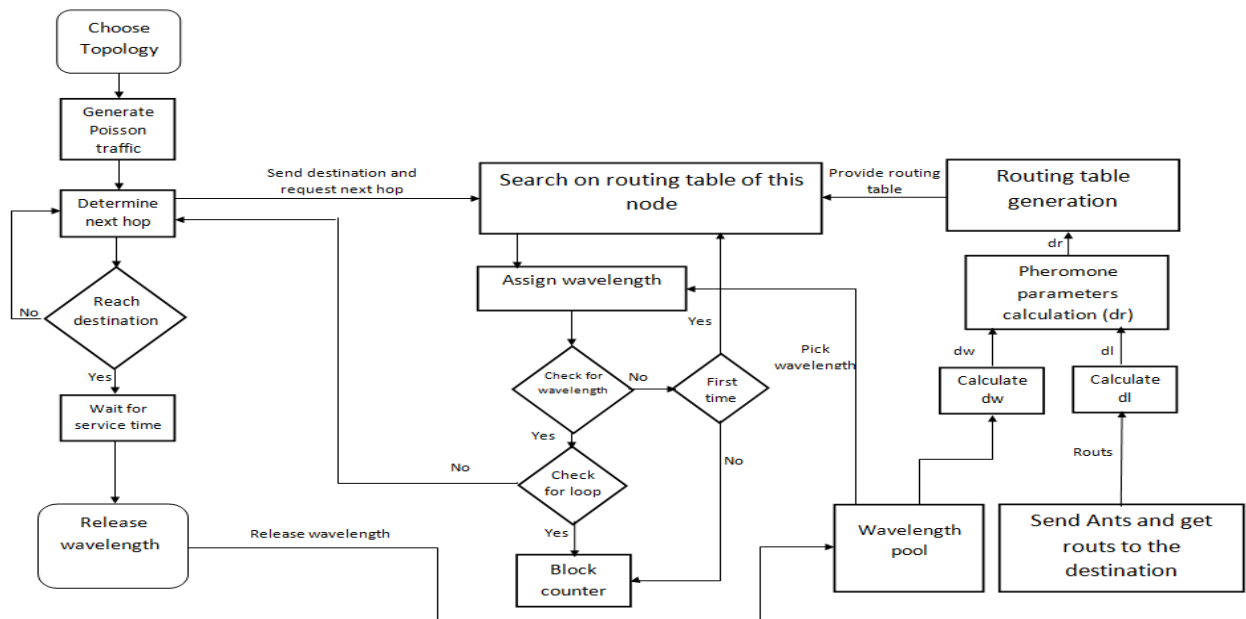 Choose
Topology
Generate
Poisson
traffic
Determine
next hop
No
Reach
destination
Yes
Wait for
service time
Release
wavelength
Send destination and
request next hop
Search on routing table of this
node
Provide routing
table
Routing table
generation
dr
Assign wavelength
Pheromone
parameters
calculation (dr)
Yes
Pick
wavelength
dw
dl
Check for
wavelength
No
First
time
Calculate
dw
Calculate
dl
Yes
No
No
Check
for loop
Routs
Yes
Release wavelength
Block
counter
Wavelength
pool
Send Ants and get
routs to the
destination